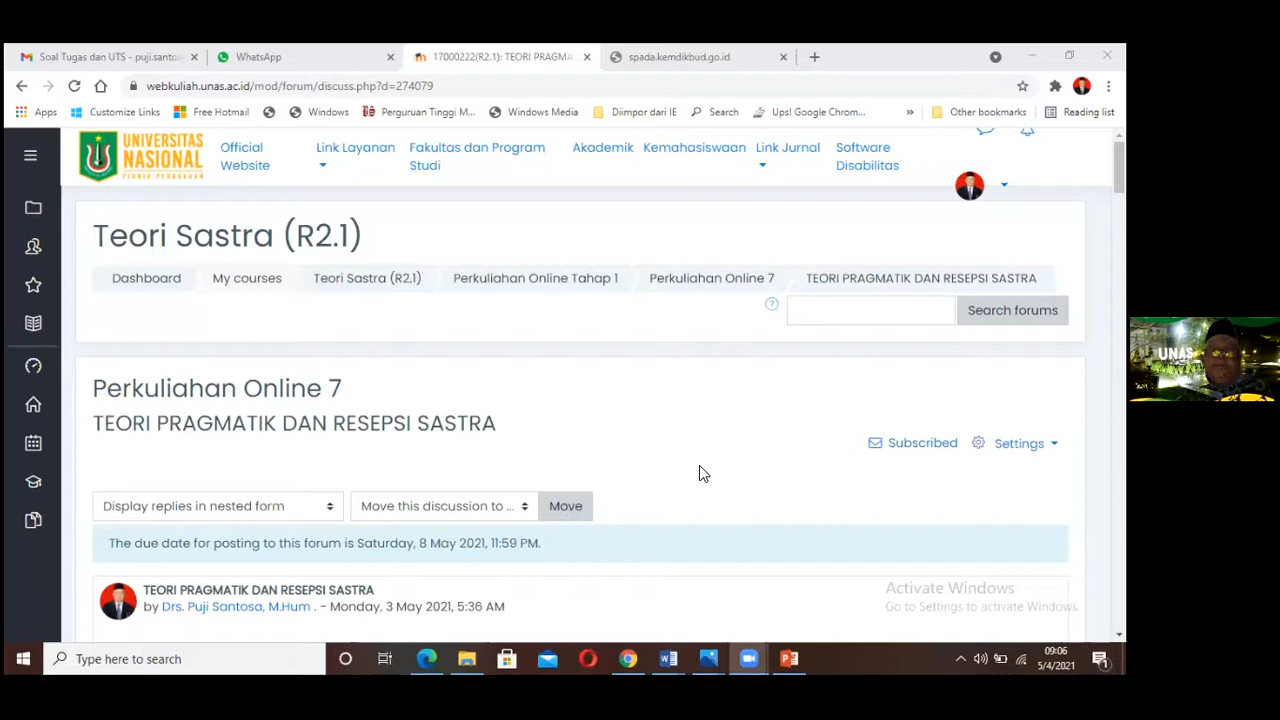 Soal Tugas dan UTS - puji.santo
WhatsApp
17000222(R2.1): TEORI PRAGMA
spada.kemdikbud.go.id
webkuliah.unas.ac.id/mod/forum/discuss.php?d=274079
Apps
Customize Links
Free Hotmail
Windows
Perguruan Tinggi M...
Windows Media
Diimpor dari IE
Search
Ups! Google Chrom...
»
Other bookmarks
Reading list
UNIVERSITAS
NASIONAL
PIONIR PERUBAHAN
Official
Website
Link Layanan
Fakultas dan Program
Studi
Akademik
Kemahasiswaan
Link Jurnal
Software
Disabilitas
Teori Sastra (R2.1)
Dashboard
My courses
Teori Sastra (R2.1)
Perkuliahan Online Tahap 1
Perkuliahan Online 7
TEORI PRAGMATIK DAN RESEPSI SASTRA
Search forums
Perkuliahan Online 7
TEORI PRAGMATIK DAN RESEPSI SASTRA
Subscribed
Settings
Display replies in nested form
Move this discussion to ...
Move
The due date for posting to this forum is Saturday, 8 May 2021, 11:59 PM.
TEORI PRAGMATIK DAN RESEPSI SASTRA
by Drs. Puji Santosa, M.Hum . - Monday, 3 May 2021, 5:36 AM
Activate Windows
Go to Settings to activate Windows.
UNAS
Type here to search
09:06
5/4/2021
1